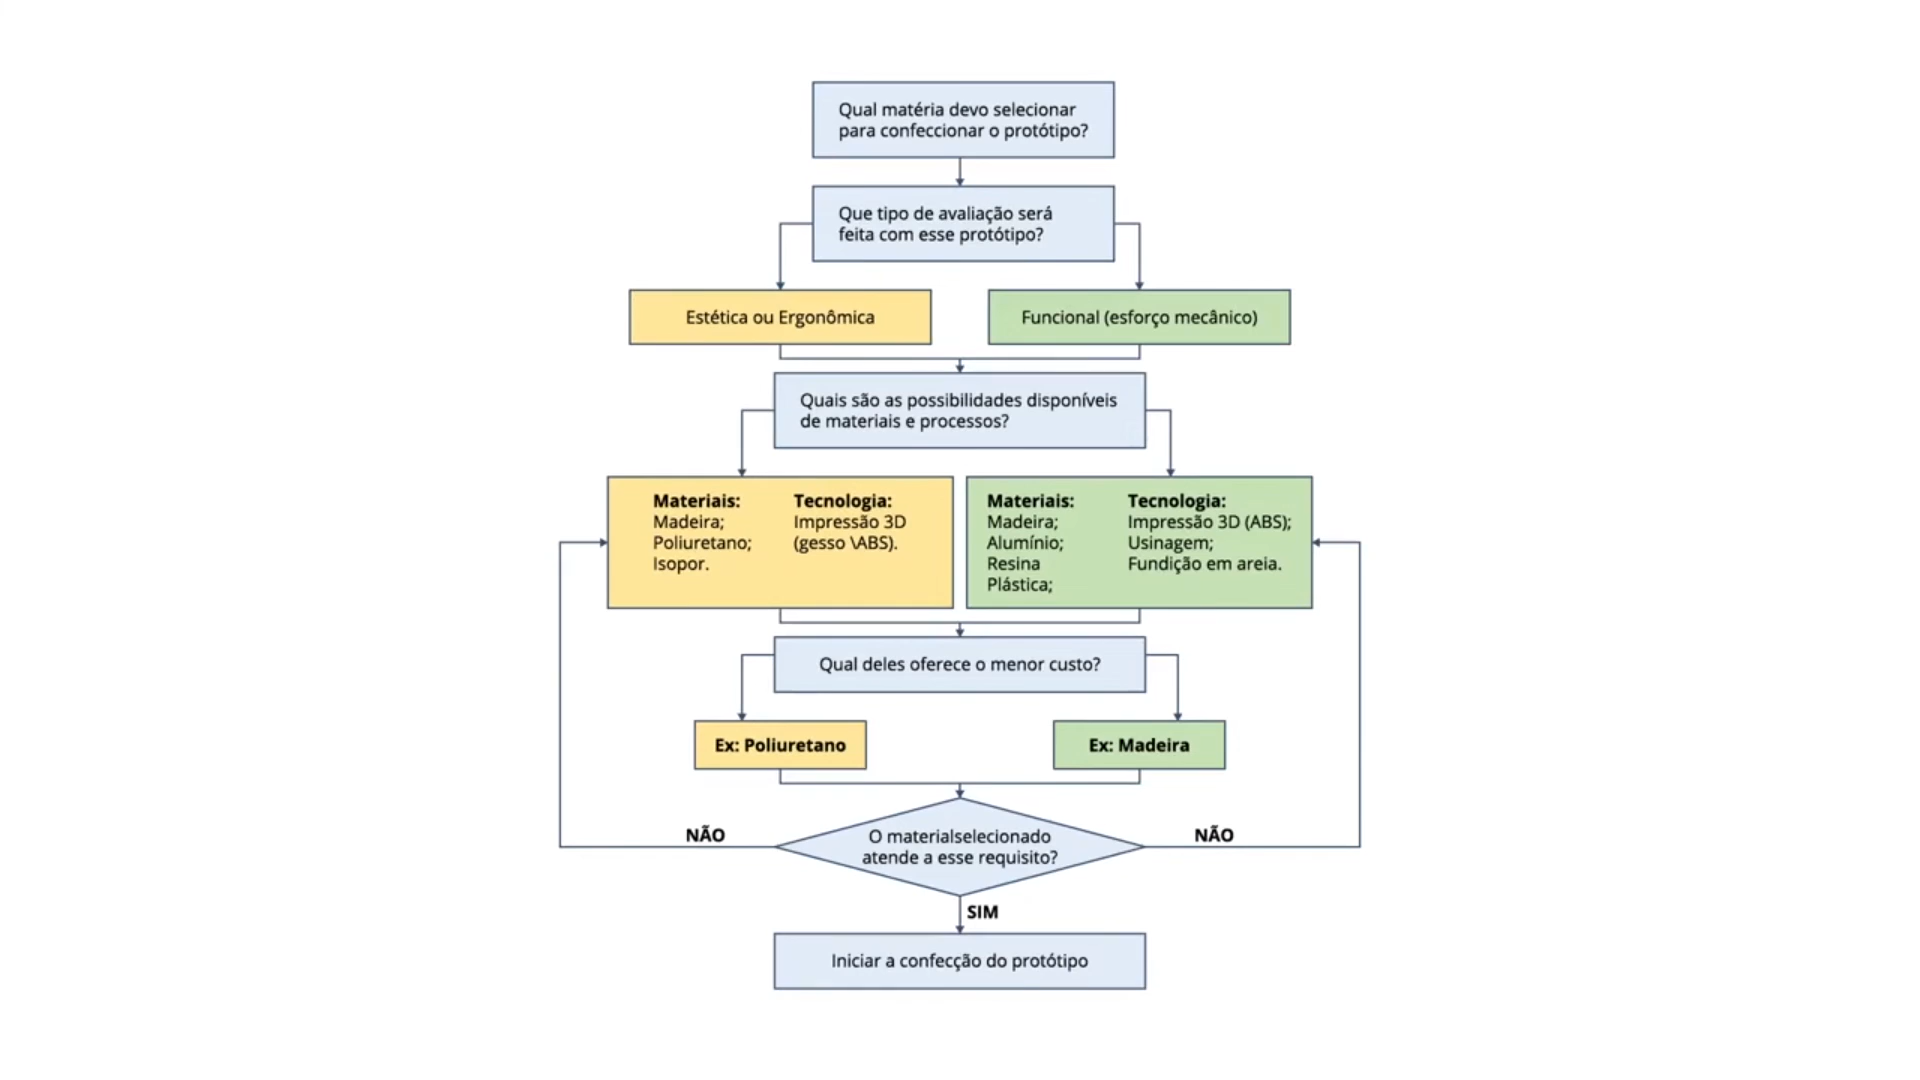 Qual matéria devo selecionar
para confeccionar o protótipo?
Que tipo de avaliação será
feita com esse protótipo?
Estética ou Ergonômica
Funcional (esforço mecânico)
Quais são as possibilidades disponíveis
de materiais e processos?
Materiais:
Madeira;
Poliuretano;
Isopor.
Tecnologia:
Impressão 3D
(gesso \ABS).
Materiais:
Madeira;
Alumínio;
Resina
Plástica;
Tecnologia:
Impressão 3D (ABS);
Usinagem;
Fundição em areia.
Qual deles oferece o menor custo?
Ex: Poliuretano
Ex: Madeira
O materialselecionado
atende a esse requisito?
NÃO
NÃO
SIM
Iniciar a confecção do protótipo